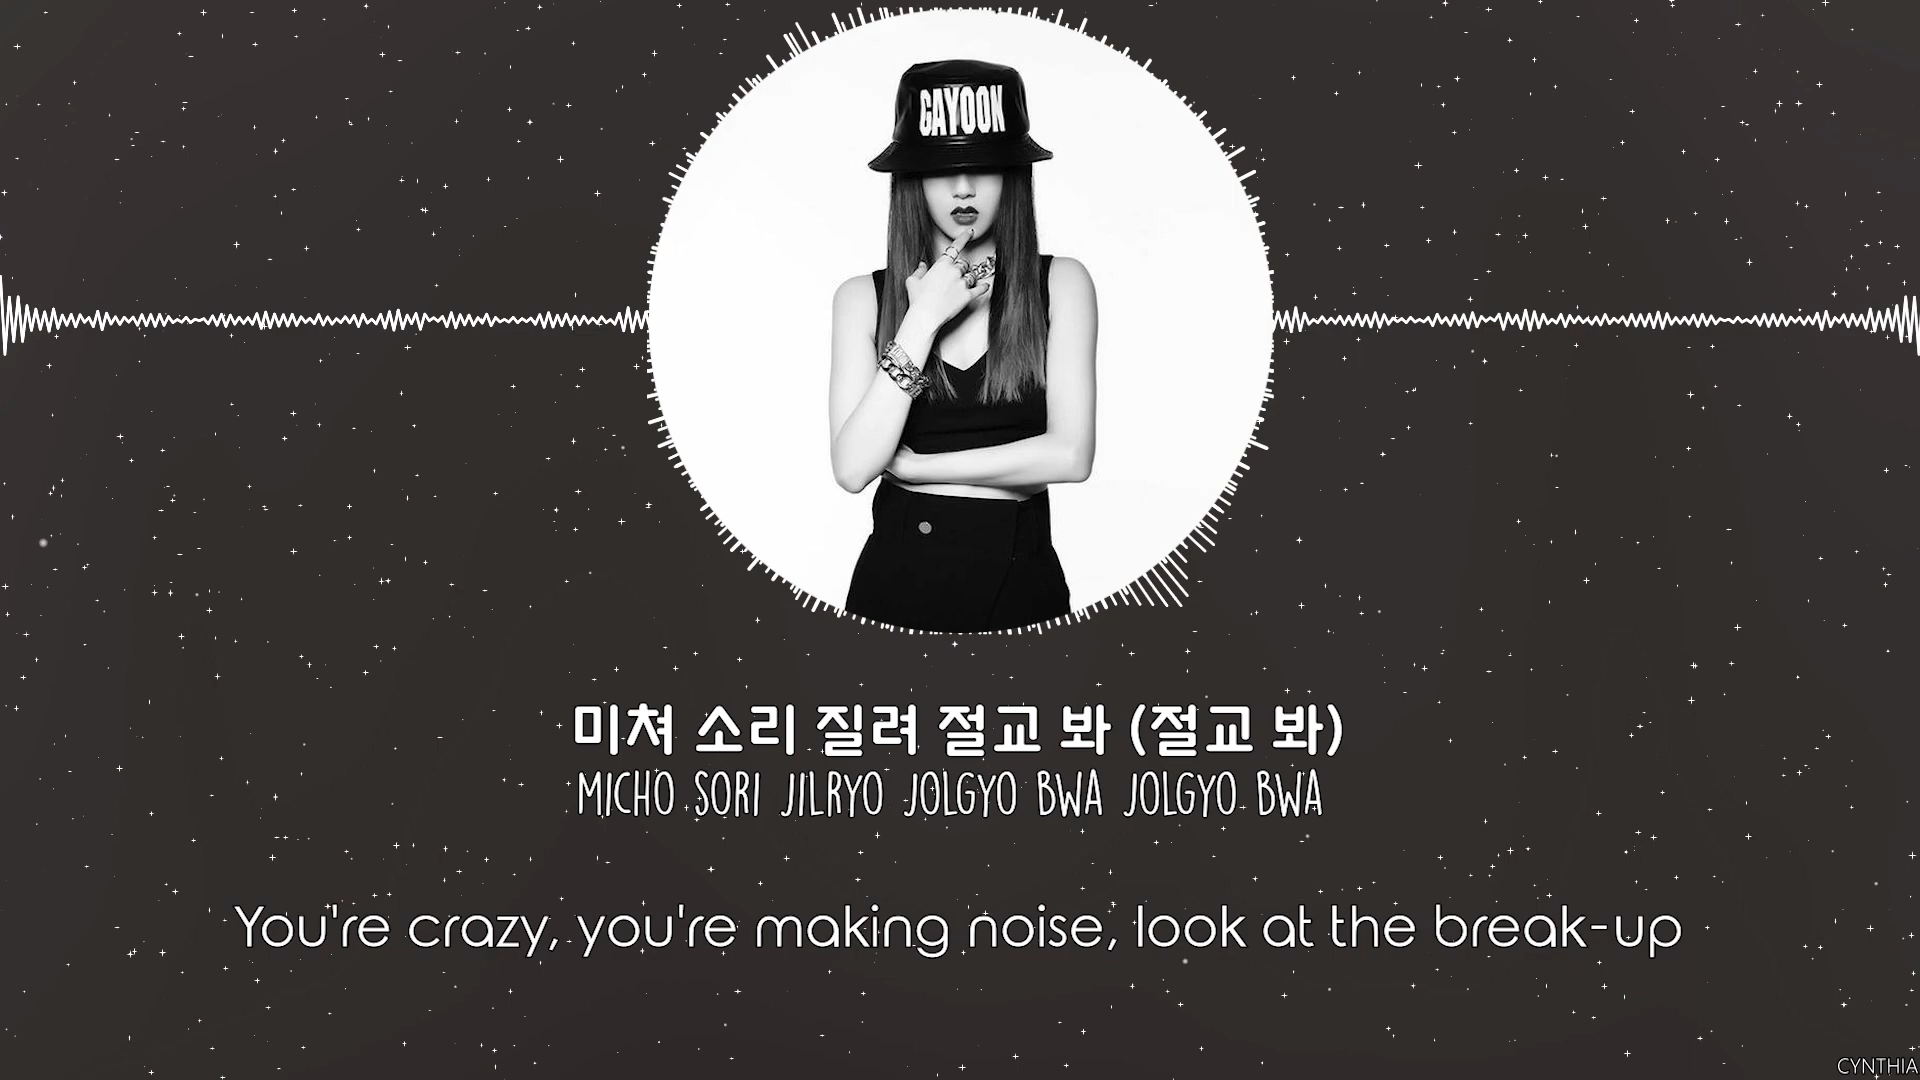 GAYOON
미쳐 소리 질러 절교 봐 (절교 봐)
MICHO SORI JILRYO JOLGYO BWA JOLGYO BWA
You're crazy, you're making noise, look at the break-up
CYNTHIA